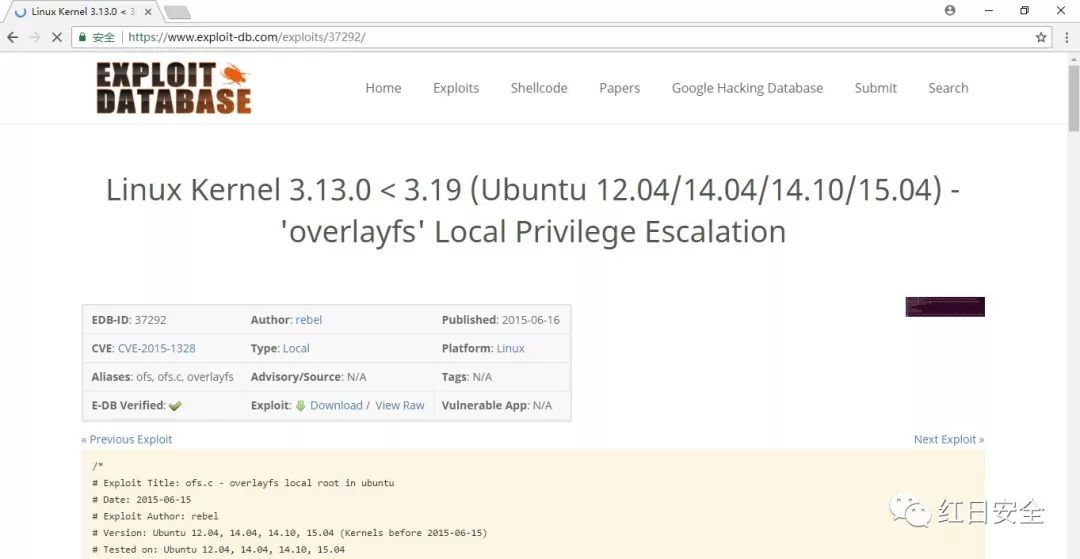 Linux Kernel 3.13.0 < 3.
安全 https://www.exploit-db.com/exploits/37292/
EXPLOIT
DATABASE
Home Exploits Shellcode Papers Google Hacking Database Submit Search
Linux Kernel 3.13.0 < 3.19 (Ubuntu 12.04/14.04/14.10/15.04) -
'overlayfs' Local Privilege Escalation
EDB-ID: 37292 Author: rebel Published: 2015-06-16
CVE: CVE-2015-1328 Type: Local Platform: Linux
Aliases: ofs, ofs.c, overlayfs Advisory/Source: N/A Tags: N/A
E-DB Verified: Exploit: Download / View Raw Vulnerable App: N/A
« Previous Exploit Next Exploit »
/*
# Exploit Title: ofs.c - overlayfs local root in ubuntu
# Date: 2015-06-15
# Exploit Author: rebel
# Version: Ubuntu 12.04, 14.04, 14.10, 15.04 (Kernels before 2015-06-15)
# Tested on: Ubuntu 12.04, 14.04, 14.10, 15.04
红日安全